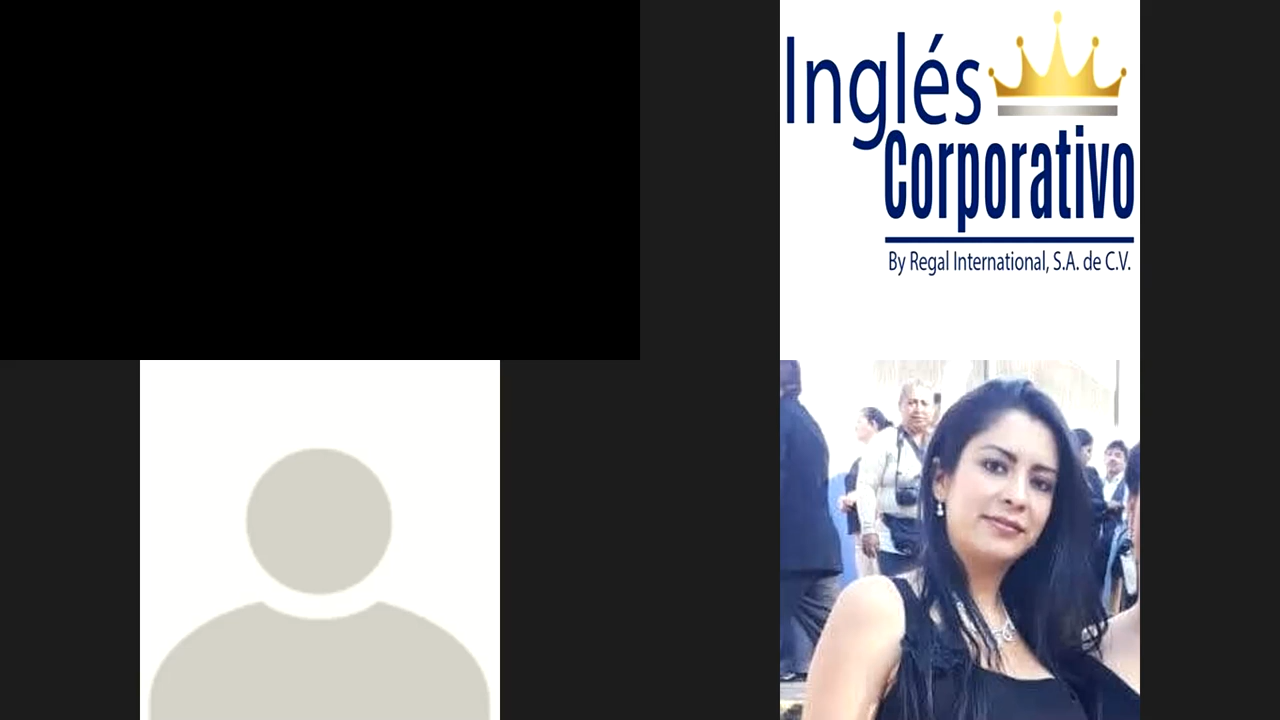 Inglés
Corporativo
By Regal International, S.A. de C.V.